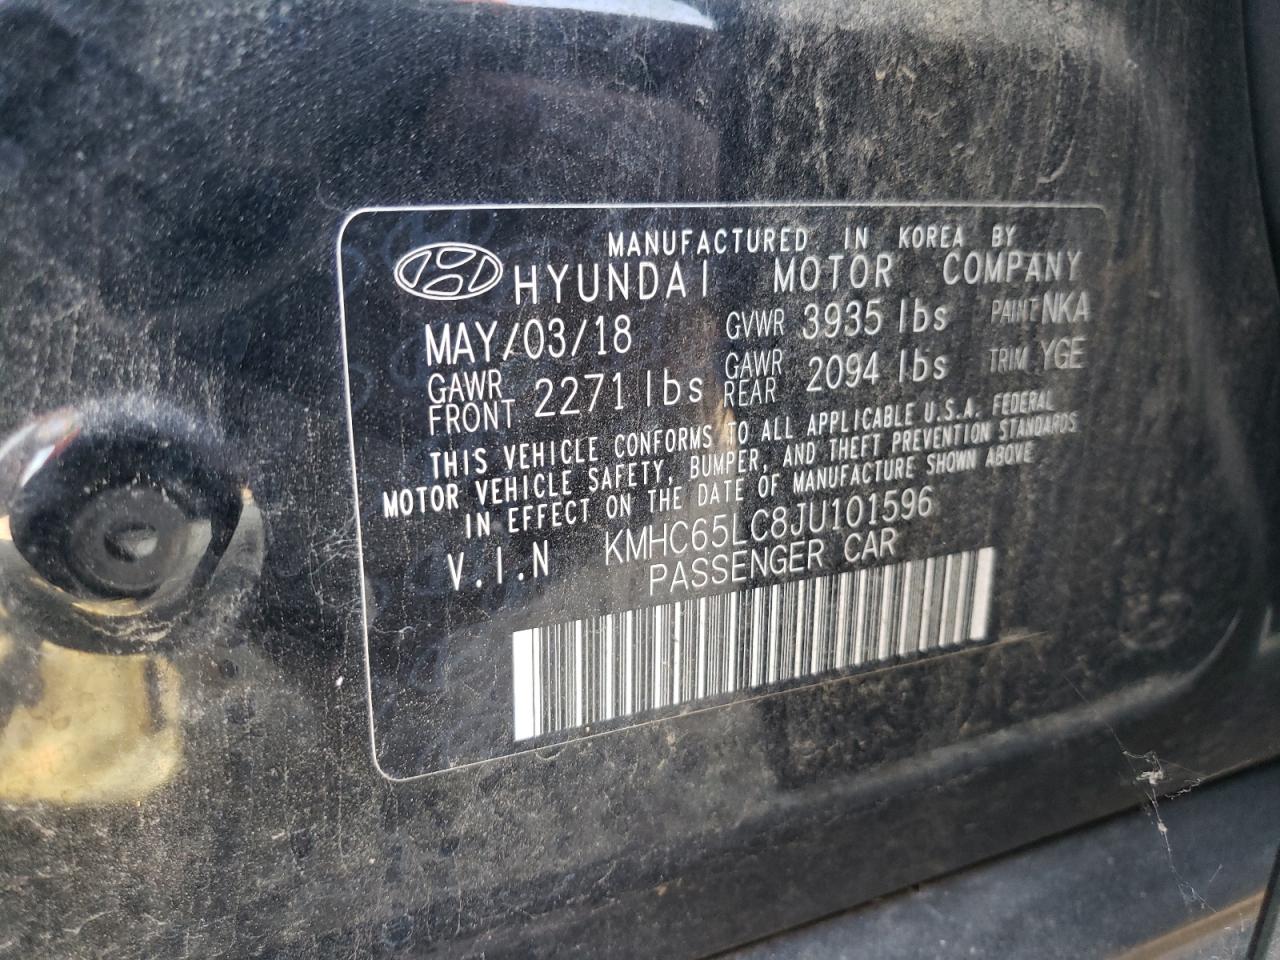 MANUFACTURED IN KOREA BY
HYUNDAI MOTOR COMPANY
MAY/03/18 GVWR 3935 lbs PAINT NKA
GAWR FRONT 2271 lbs GAWR REAR 2094 lbs TRIM YGE
THIS VEHICLE CONFORMS TO ALL APPLICABLE U.S.A. FEDERAL
MOTOR VEHICLE SAFETY, BUMPER, AND THEFT PREVENTION STANDARDS
IN EFFECT ON THE DATE OF MANUFACTURE SHOWN ABOVE
V.I.N KMHC65LC8JU101596
PASSENGER CAR